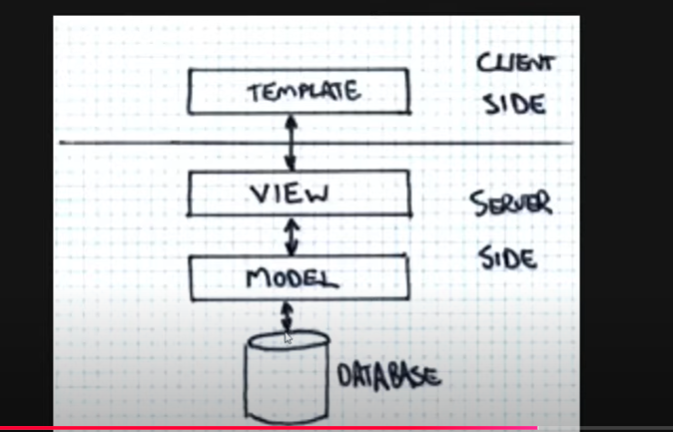 CLIENT
TEMPLATE
SIDE
VIEW
SERVER
SIDE
MODEL
DATABASE